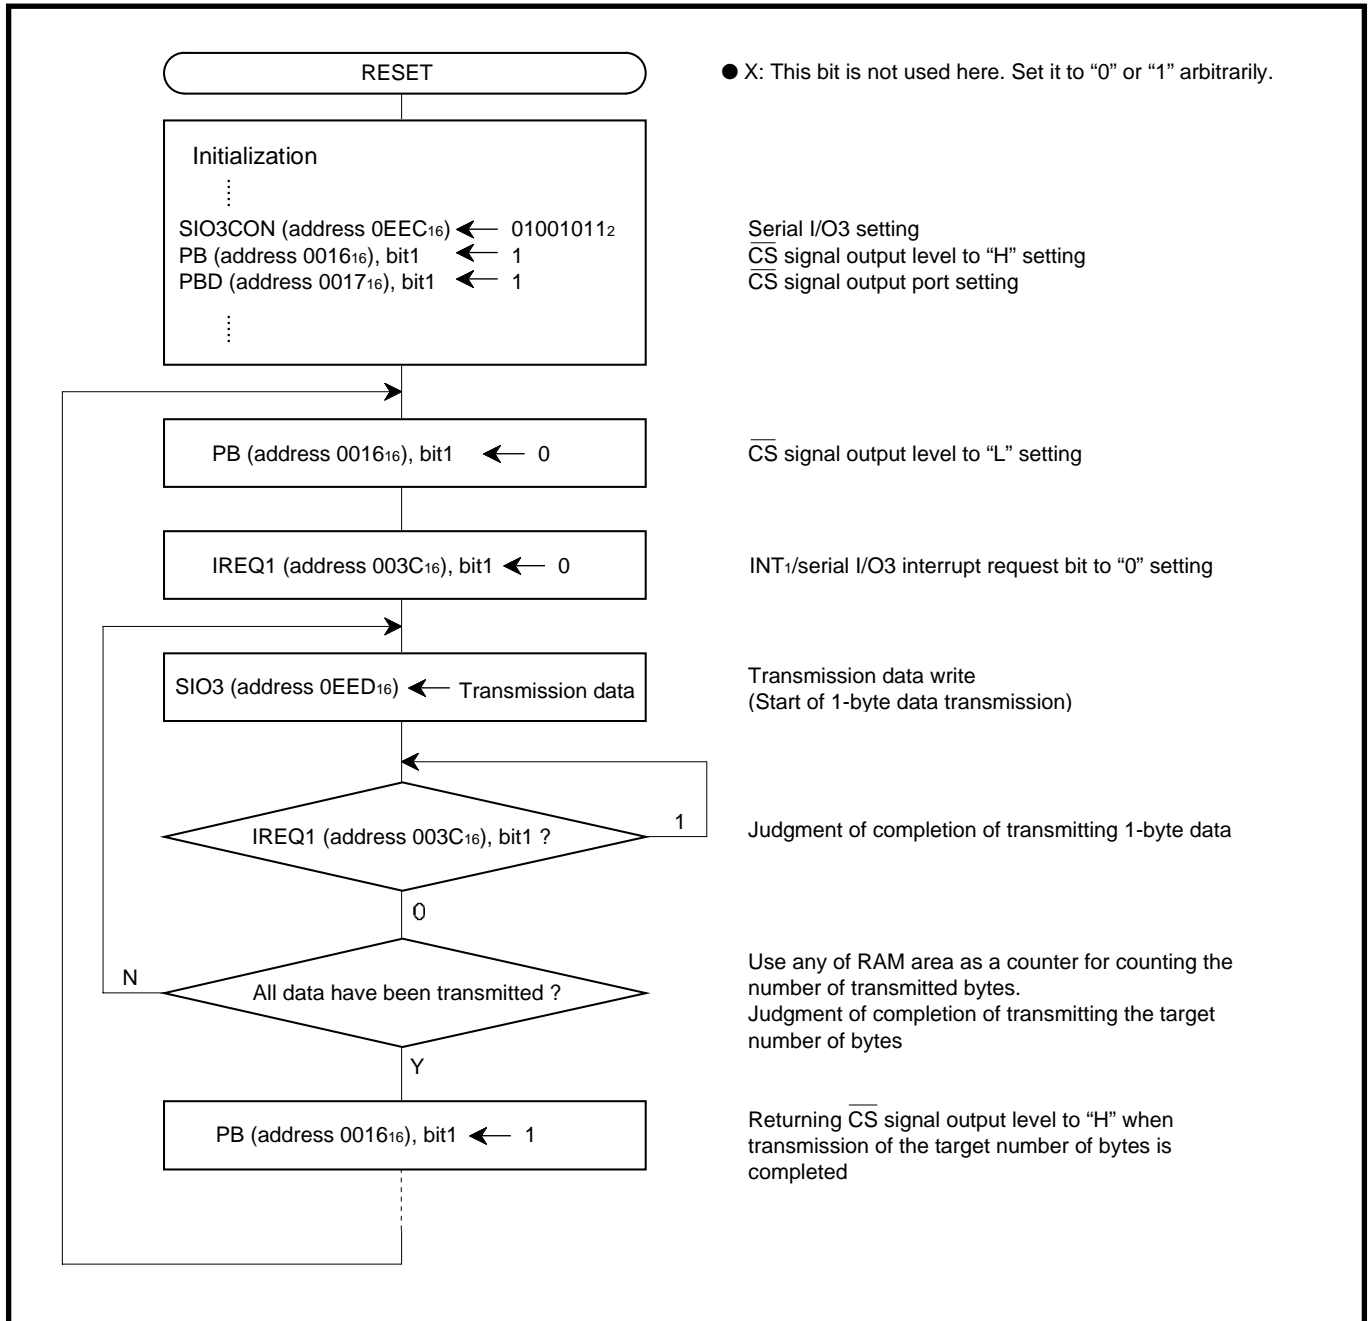 RESET
● X: This bit is not used here. Set it to “0” or “1” arbitrarily.
Initialization
SIO3CON (address 0EEC₁₆) ← 01001011₂
Serial I/O3 setting
PB (address 0016₁₆), bit1 ← 1
C̅S̅ signal output level to “H” setting
PBD (address 0017₁₆), bit1 ← 1
C̅S̅ signal output port setting
PB (address 0016₁₆), bit1 ← 0
C̅S̅ signal output level to “L” setting
IREQ1 (address 003C₁₆), bit1 ← 0
INT₁/serial I/O3 interrupt request bit to “0” setting
SIO3 (address 0EED₁₆) ← Transmission data
Transmission data write
(Start of 1-byte data transmission)
IREQ1 (address 003C₁₆), bit1 ?
1
Judgment of completion of transmitting 1-byte data
0
N
All data have been transmitted ?
Use any of RAM area as a counter for counting the
number of transmitted bytes.
Judgment of completion of transmitting the target
number of bytes
Y
PB (address 0016₁₆), bit1 ← 1
Returning C̅S̅ signal output level to “H” when
transmission of the target number of bytes is
completed